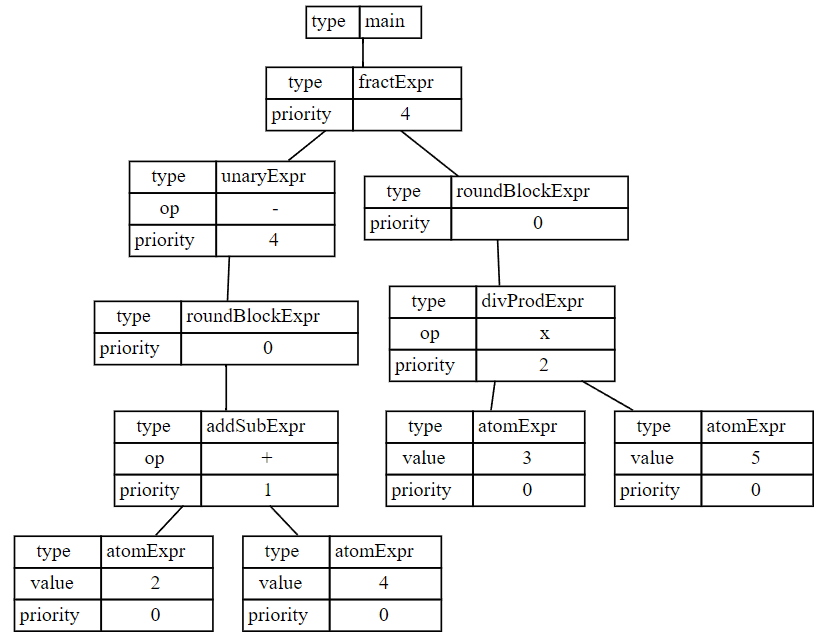 type main
type fractExpr
priority 4
type unaryExpr
op -
priority 4
type roundBlockExpr
priority 0
type roundBlockExpr
priority 0
type divProdExpr
op x
priority 2
type addSubExpr
op +
priority 1
type atomExpr
value 3
priority 0
type atomExpr
value 5
priority 0
type atomExpr
value 2
priority 0
type atomExpr
value 4
priority 0